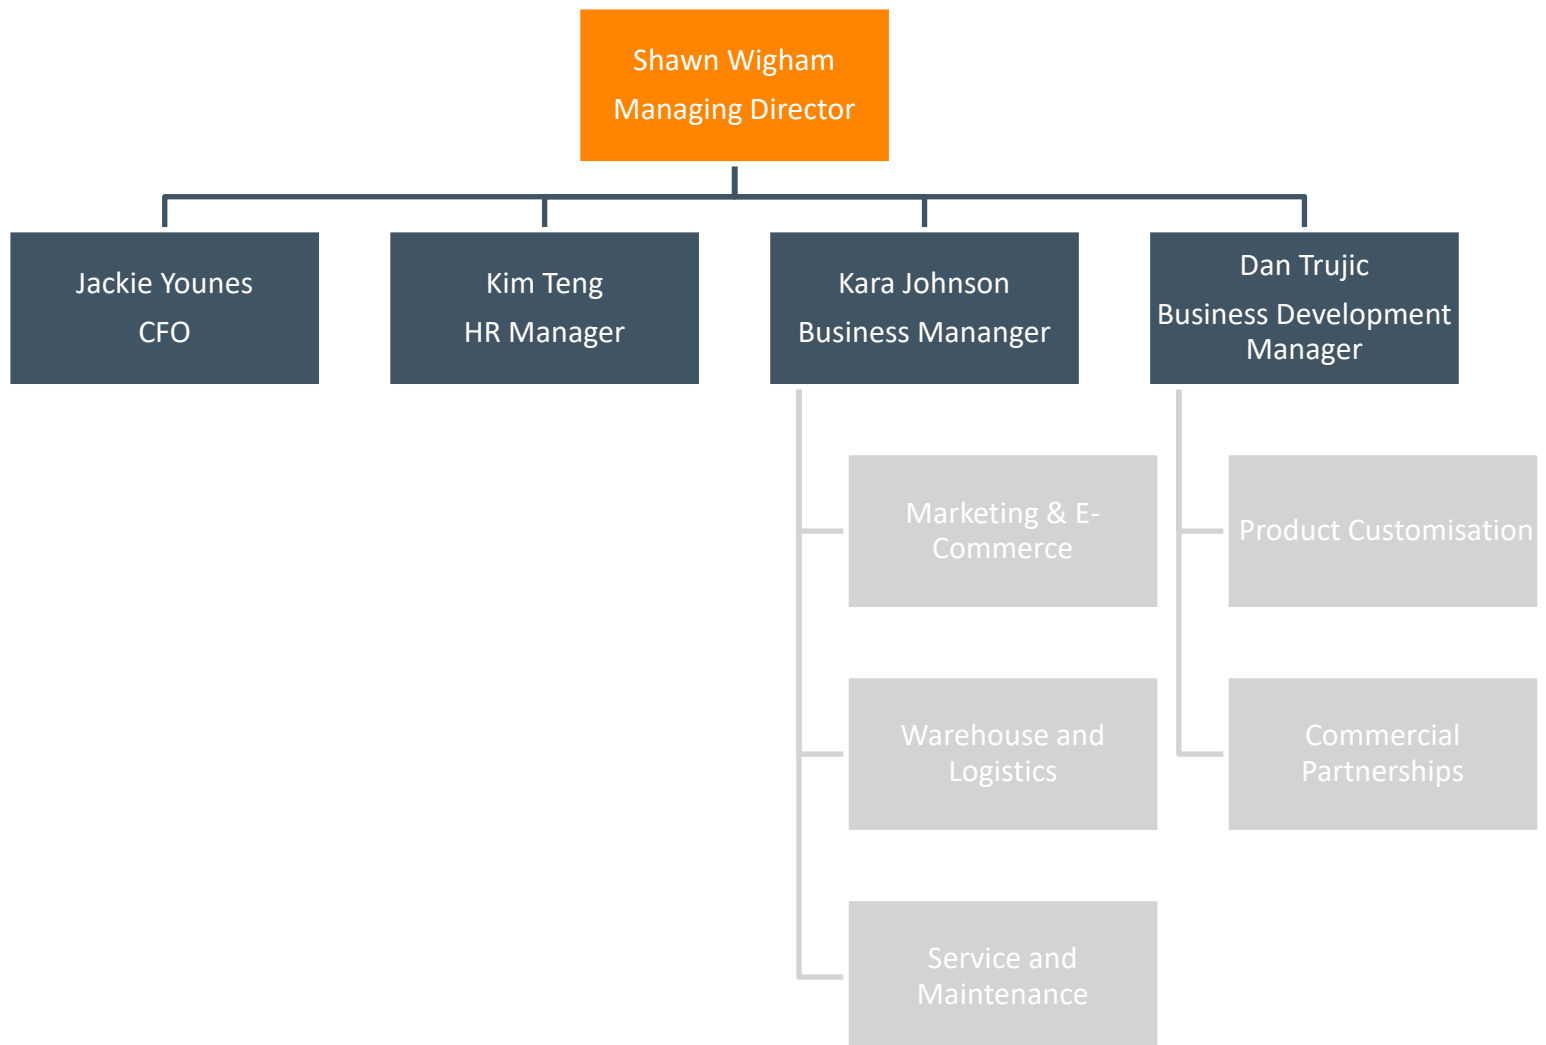 Shawn Wigham
Managing Director
Jackie Younes
CFO
Kim Teng
HR Manager
Kara Johnson
Business Mananger
Dan Trujic
Business Development
Manager
Marketing & E-
Commerce
Product Customisation
Warehouse and
Logistics
Commercial
Partnerships
Service and
Maintenance